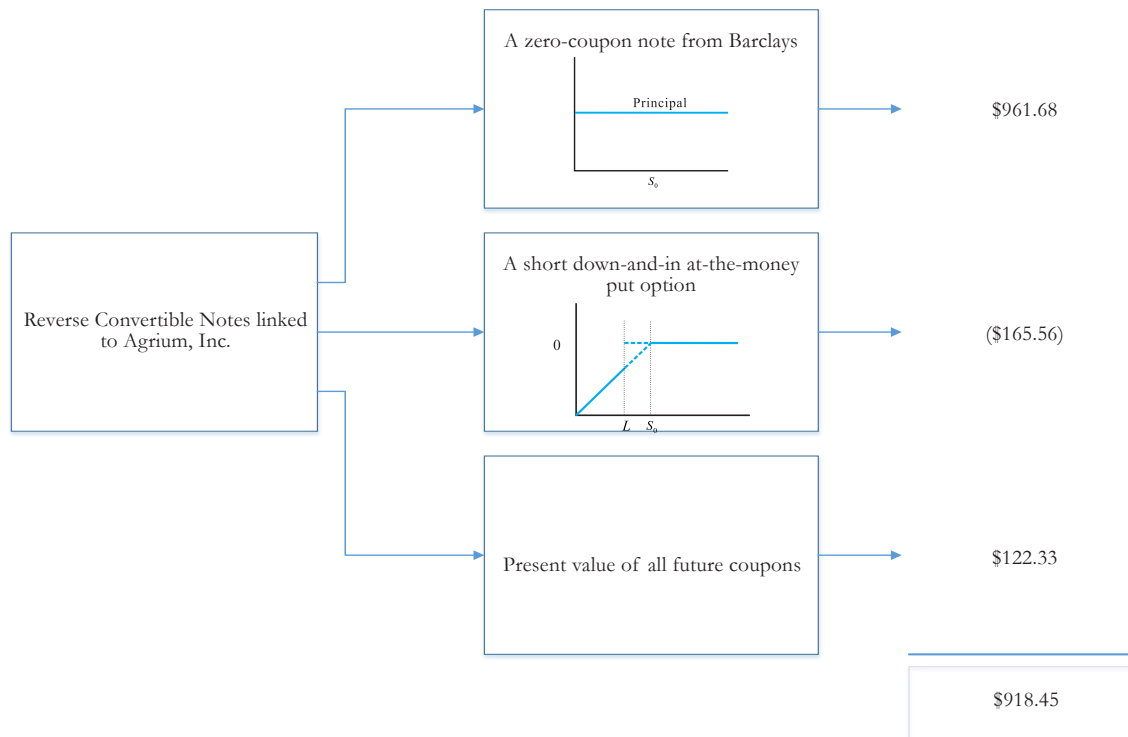 A zero-coupon note from Barclays
Principal
S₀
$961.68
Reverse Convertible Notes linked
to Agrium, Inc.
A short down-and-in at-the-money
put option
0
L S₀
($165.56)
Present value of all future coupons
$122.33
$918.45